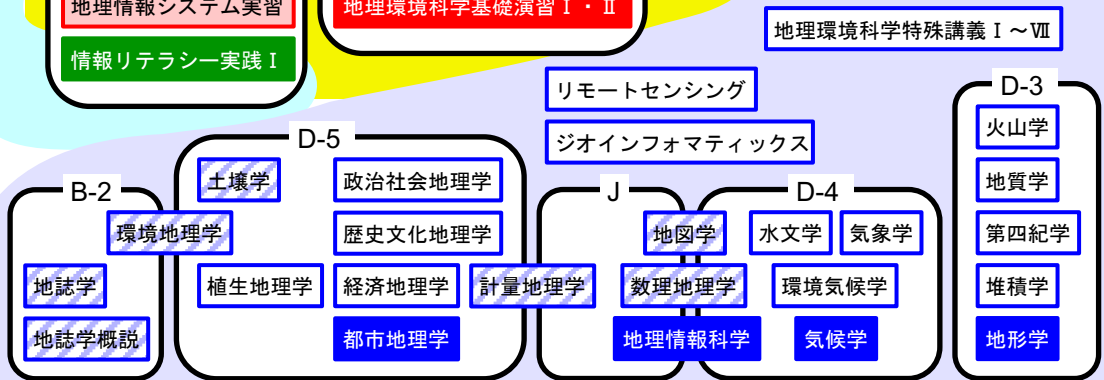 地理情報システム実習
地理環境科学基礎演習Ⅰ・Ⅱ
情報リテラシー実践Ⅰ
地理環境科学特殊講義Ⅰ～Ⅶ
リモートセンシング
ジオインフォマティックス
D-3
火山学
地質学
第四紀学
堆積学
地形学
D-5
土壌学
政治社会地理学
環境地理学
歴史文化地理学
植生地理学
経済地理学
計量地理学
都市地理学
B-2
地誌学
地誌学概説
J
地図学
数理地理学
地理情報科学
D-4
水文学
気象学
環境気候学
気候学